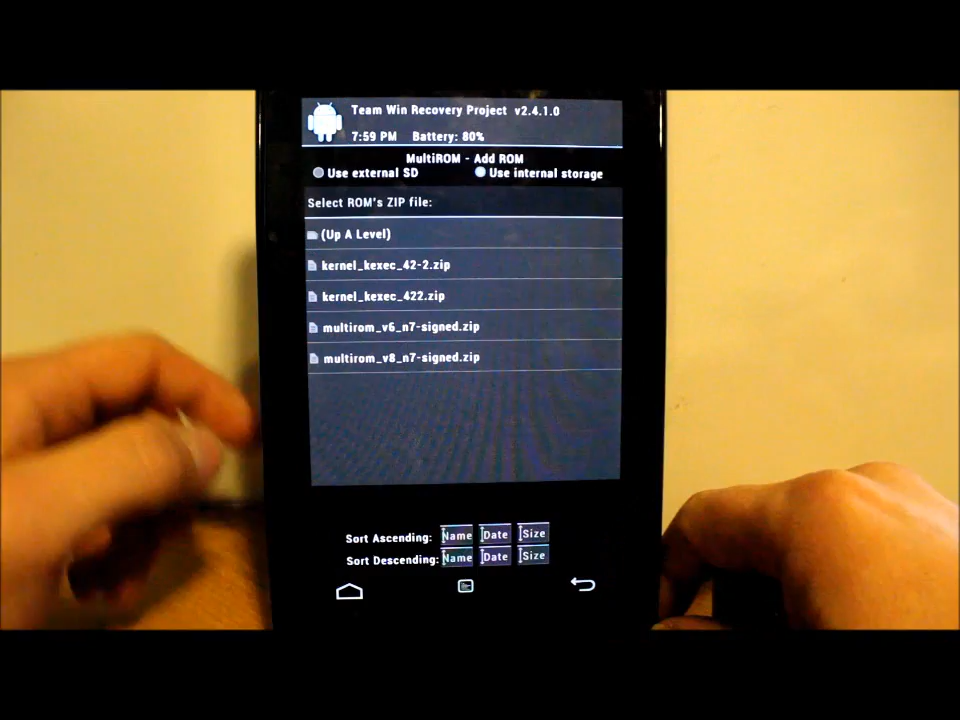 Team Win Recovery Project v2.4.1.0
7:59 PM Battery: 80%
MultiROM - Add ROM
Use external SD Use internal storage
Select ROM's ZIP file:
(Up A Level)
kernel_kexec_42-2.zip
kernel_kexec_422.zip
multirom_v6_n7-signed.zip
multirom_v8_n7-signed.zip
Sort Ascending: Name Date Size
Sort Descending: Name Date Size